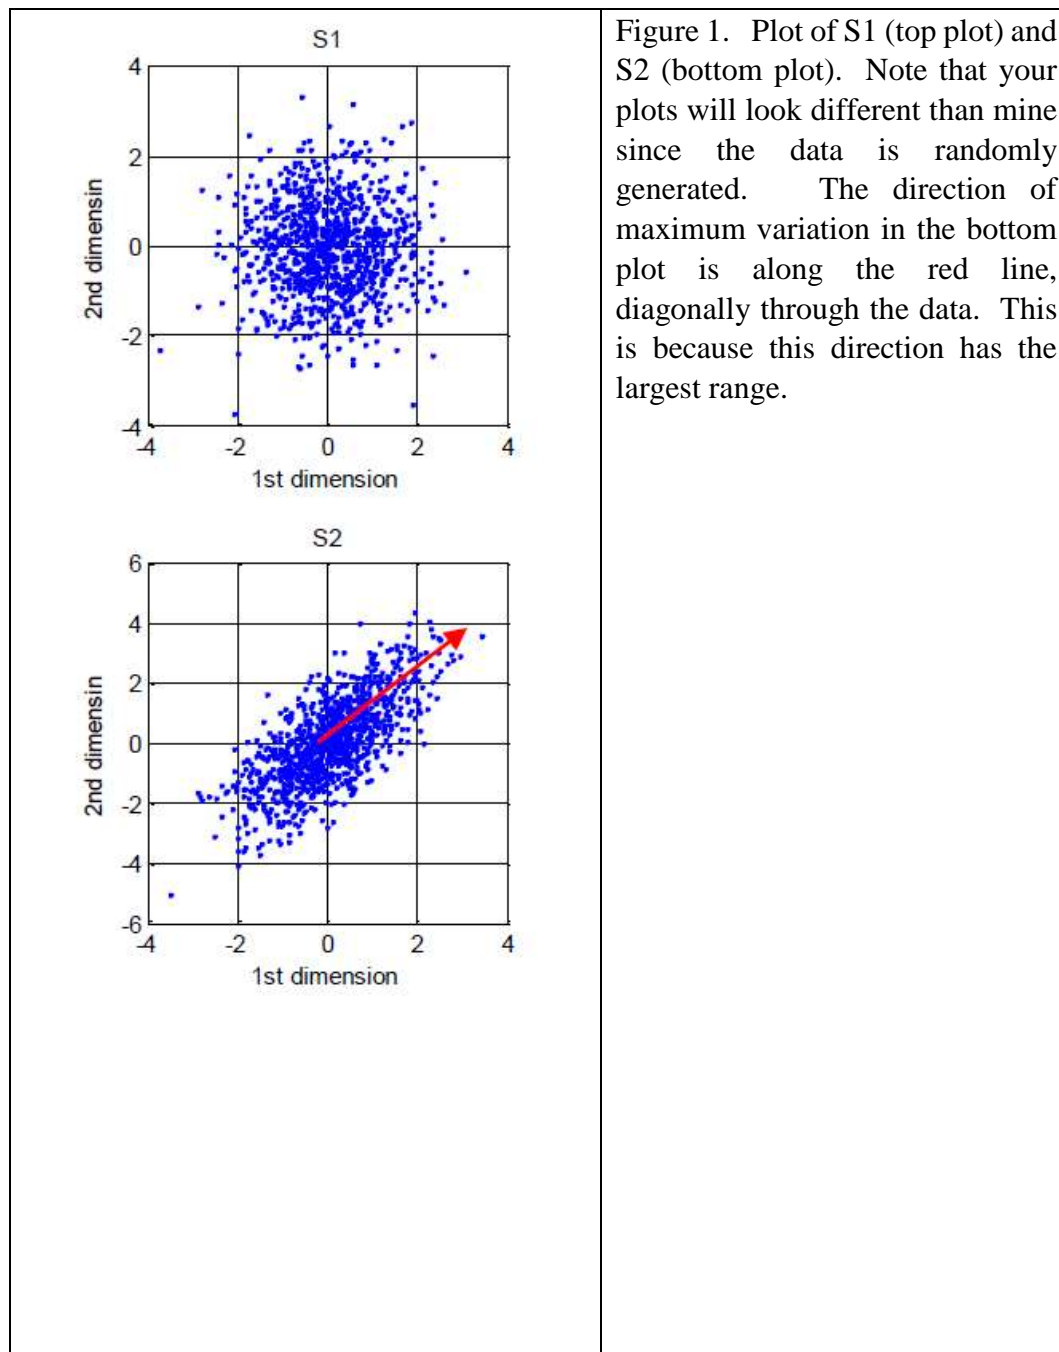 S1
4
2
0
-2
-4
2nd dimensin
-4 -2 0 2 4
1st dimension
S2
6
4
2
0
-2
-4
-6
2nd dimensin
-4 -2 0 2 4
1st dimension
Figure 1. Plot of S1 (top plot) and
S2 (bottom plot). Note that your
plots will look different than mine
since the data is randomly
generated. The direction of
maximum variation in the bottom
plot is along the red line,
diagonally through the data. This
is because this direction has the
largest range.